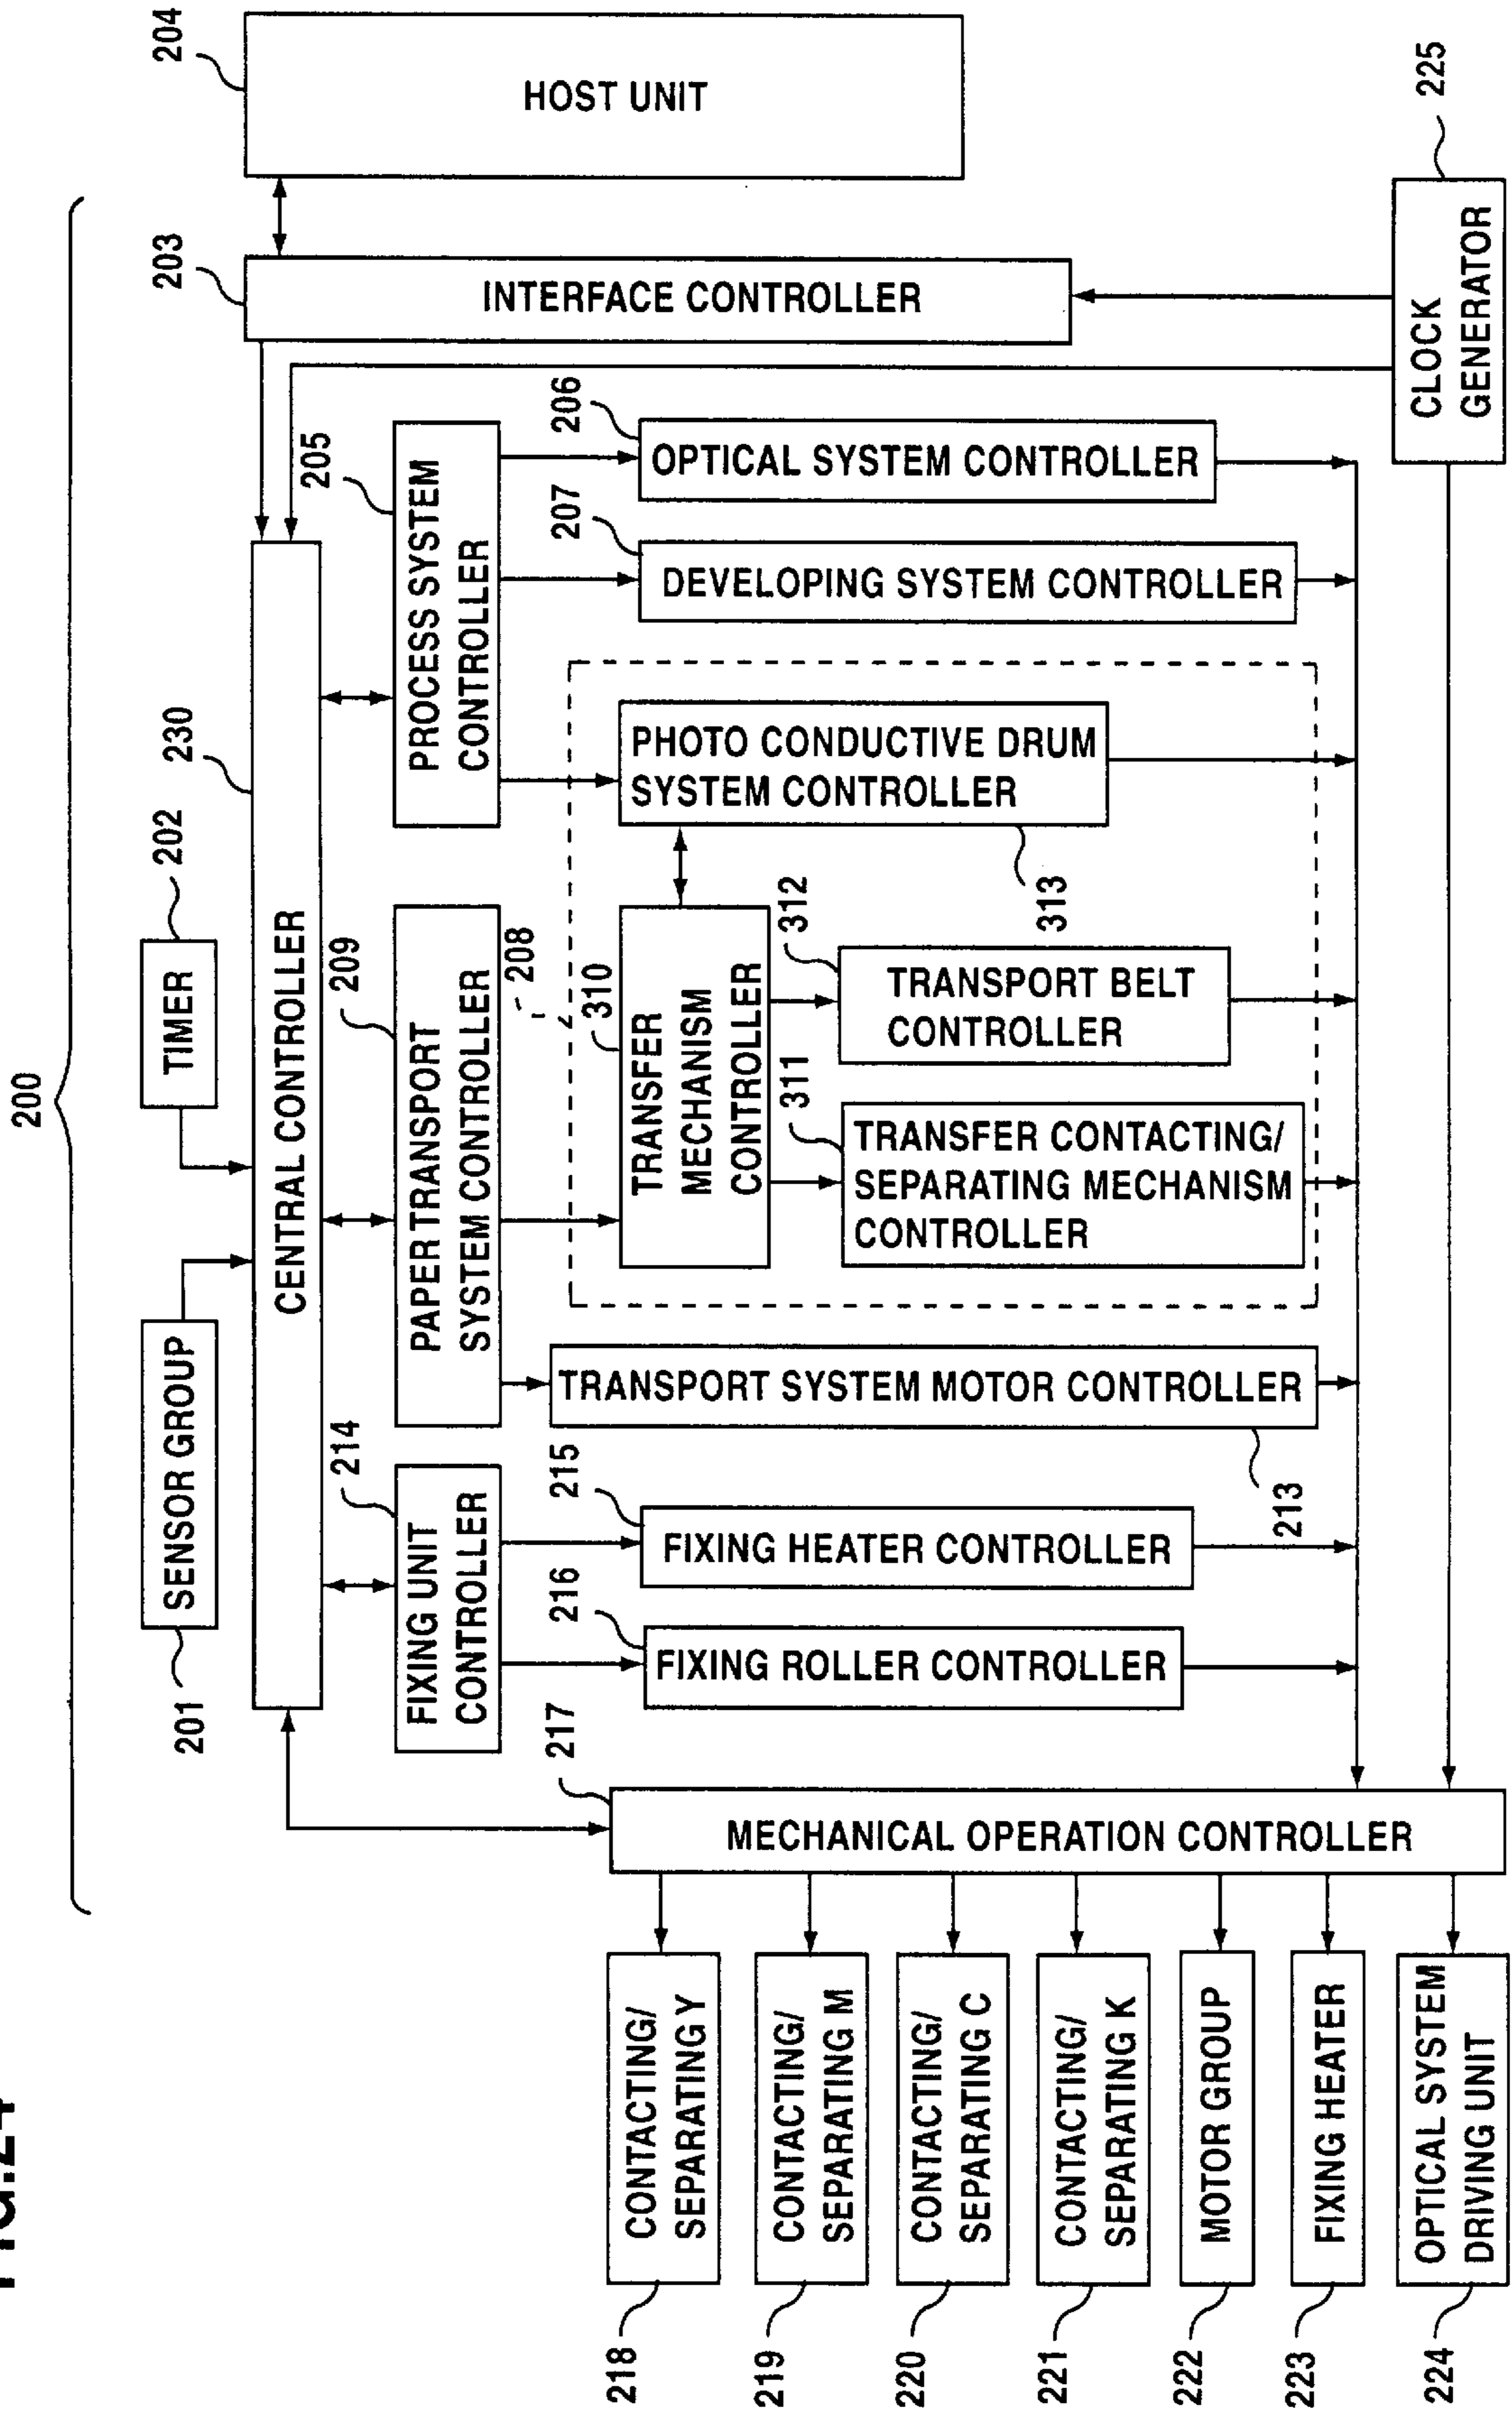 FIG.24
200
204
HOST UNIT
203
INTERFACE CONTROLLER
225
CLOCK
GENERATOR
202
TIMER
230
CENTRAL CONTROLLER
201
SENSOR GROUP
205
PROCESS SYSTEM
CONTROLLER
206
OPTICAL SYSTEM CONTROLLER
207
DEVELOPING SYSTEM CONTROLLER
PHOTO CONDUCTIVE DRUM
SYSTEM CONTROLLER
313
209
PAPER TRANSPORT
SYSTEM CONTROLLER
208
310
TRANSFER
MECHANISM
CONTROLLER
312
TRANSPORT BELT
CONTROLLER
311
TRANSFER CONTACTING/
SEPARATING MECHANISM
CONTROLLER
TRANSPORT SYSTEM MOTOR CONTROLLER
213
214
FIXING UNIT
CONTROLLER
215
FIXING HEATER CONTROLLER
216
FIXING ROLLER CONTROLLER
217
MECHANICAL OPERATION CONTROLLER
CONTACTING/
SEPARATING Y
218
CONTACTING/
SEPARATING M
219
CONTACTING/
SEPARATING C
220
CONTACTING/
SEPARATING K
221
MOTOR GROUP
222
FIXING HEATER
223
OPTICAL SYSTEM
DRIVING UNIT
224